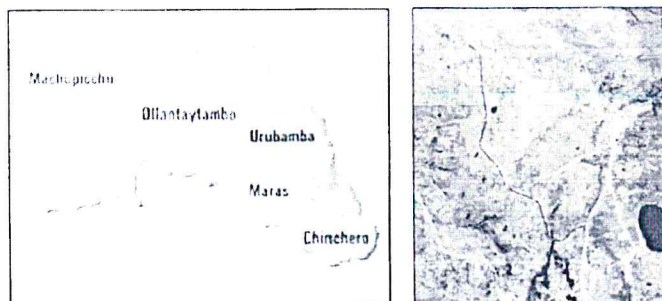 Machupicchu
Ollantaytambo
Urubamba
Maras
Chinchero